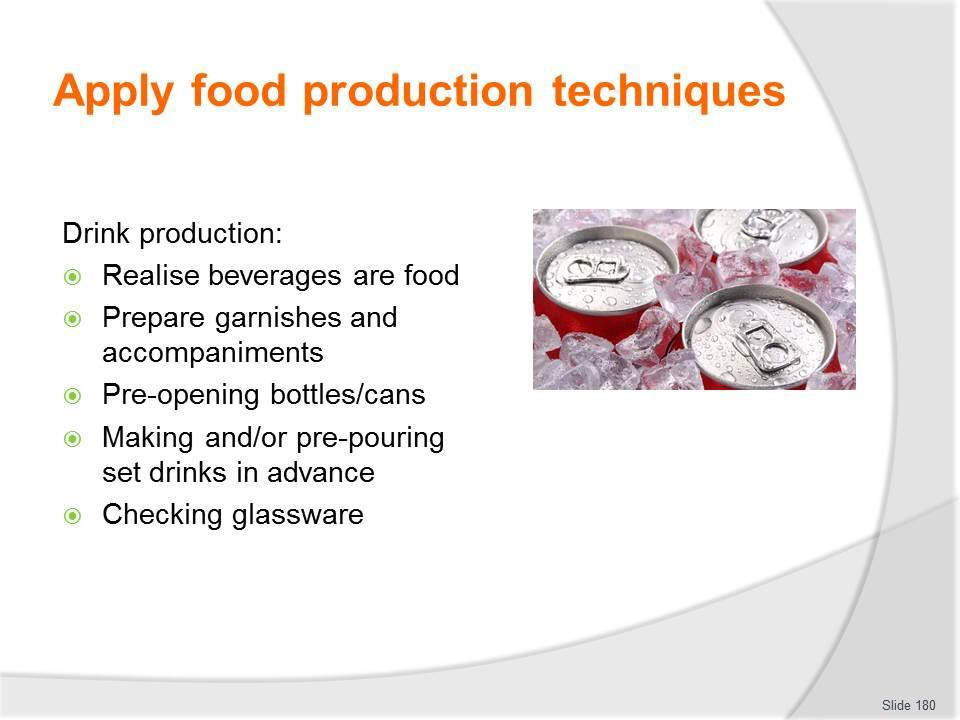 Apply food production techniques
Drink production:
Realise beverages are food
Prepare garnishes and
accompaniments
Pre-opening bottles/cans
Making and/or pre-pouring
set drinks in advance
Checking glassware
Slide 180